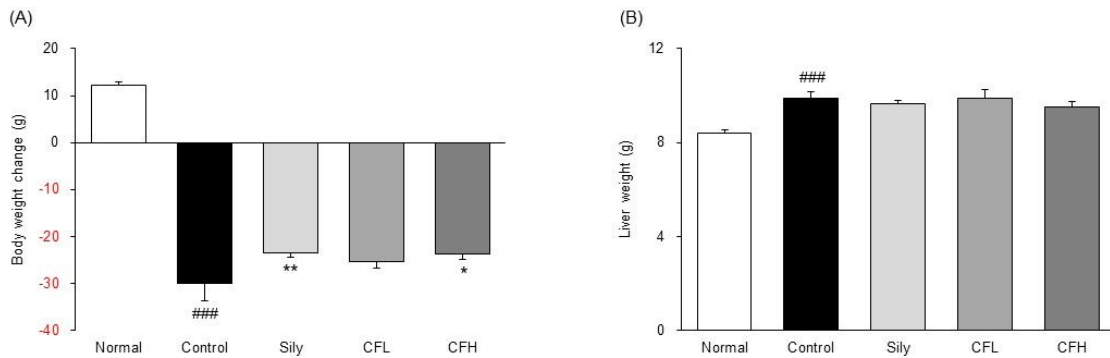 (A)
Body weight change (g)
20
10
0
-10
-20
-30
-40
###
**
*
Normal Control Sily CFL CFH
(B)
Liver weight (g)
12
8
4
0
###
Normal Control Sily CFL CFH